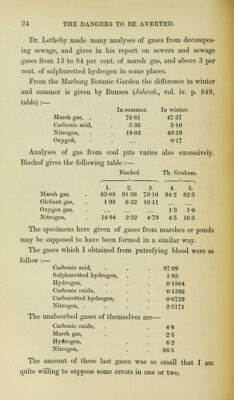 24 THE DANGERS TO BE AVERTED.
Dr. Letheby made many analyses of gases from decompos-
ing sewage, and gives in his report on sewers and sewage
gases from 13 to 84 per cent. of marsh gas, and above 3 per
cent. of sulphuretted hydrogen in some places.
From the Marburg Botanic Garden the difference in winter
and summer is given by Bunsen (Jahresb., vol. iv. p. 849,
table) :—
In summer. In winter.
Marsh gas, . 76·61 47·37
Carbonic acid, 5·36 3·10
Nitrogen, . 18·03 49·39
Oxygen, . ... 0·17
Analyses of gas from coal pits varies also excessively.
Bischof gives the following table :—
Bischof. Th. Graham.
1. 2. 3. 4. 5.
Marsh gas, 83·08 91·36 79·10 94·2 82·5
Olefiant gas, 1·98 6·32 16·11 ... ...
Oxygen gas, ... ... ... 1·3 1·0
Nitrogen, 14·94 2·32 4·79 4·5 16·5
The specimens here given of gases from marshes or ponds
may be supposed to have been formed in a similar way.
The gases which I obtained from putrefying blood were as
follow :—
Carbonic acid, . . . 97·09
Sulphuretted hydrogen, . . 1·93
Hydrogen, . . . 0·1804
Carbonic oxide, . . . 0·1396
Carburetted hydrogen, . . 0·0729
Nitrogen, . . . . 2·5171
The unabsorbed gases of themselves are—
Carbonic oxide, . . . 4·8
Marsh gas, . . . 2·5
Hydrogen, . . . 6·2
Nitrogen, . . . 86·5
The amount of these last gases was so small that I am
quite willing to suppose some errors in one or two.